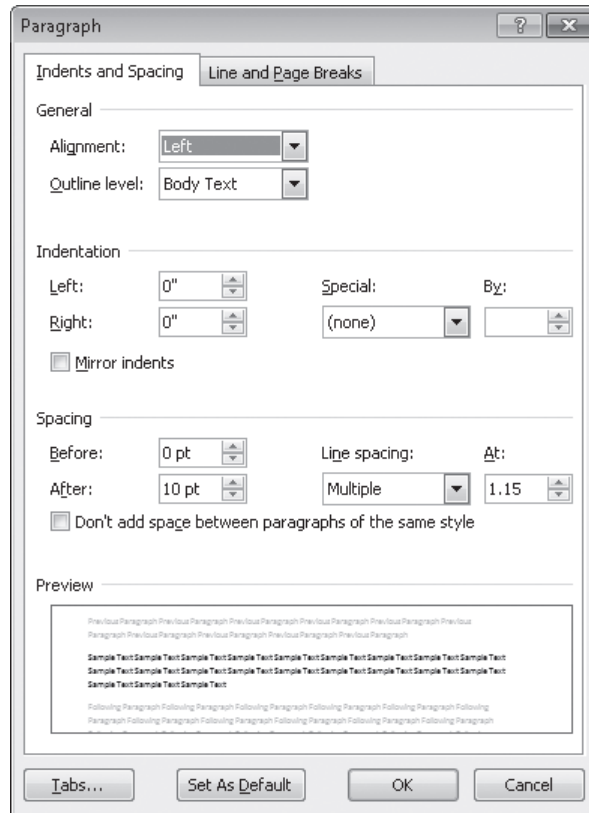 Paragraph
Indents and Spacing
Line and Page Breaks
General
Alignment: Left
Outline level: Body Text
Indentation
Left: 0" Special: By:
Right: 0" (none)
Mirror indents
Spacing
Before: 0 pt Line spacing: At:
After: 10 pt Multiple 1.15
Don't add space between paragraphs of the same style
Preview
Previous Paragraph Previous Paragraph Previous Paragraph Previous Paragraph Previous Paragraph Previous
Paragraph Previous Paragraph Previous Paragraph Previous Paragraph Previous Paragraph
Sample Text Sample Text Sample Text Sample Text Sample Text Sample Text Sample Text Sample Text Sample Text
Sample Text Sample Text Sample Text Sample Text Sample Text Sample Text Sample Text Sample Text Sample Text
Sample Text Sample Text Sample Text
Following Paragraph Following Paragraph Following Paragraph Following Paragraph Following
Paragraph Following Paragraph Following Paragraph Following Paragraph Following Paragraph
Tabs... Set As Default OK Cancel